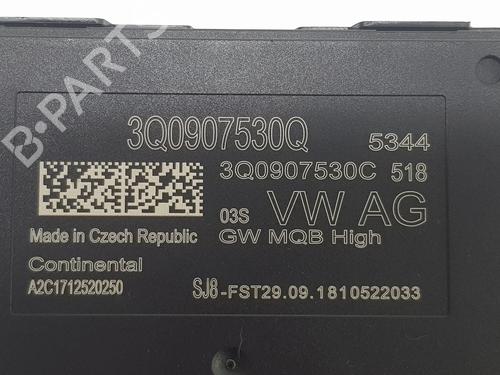 3Q0907530Q 5344
3Q0907530C 518
03S VW AG
Made in Czech Republic GW MQB High
Continental
A2C1712520250 SJ8-FST29.09.1810522033
B-PARTS